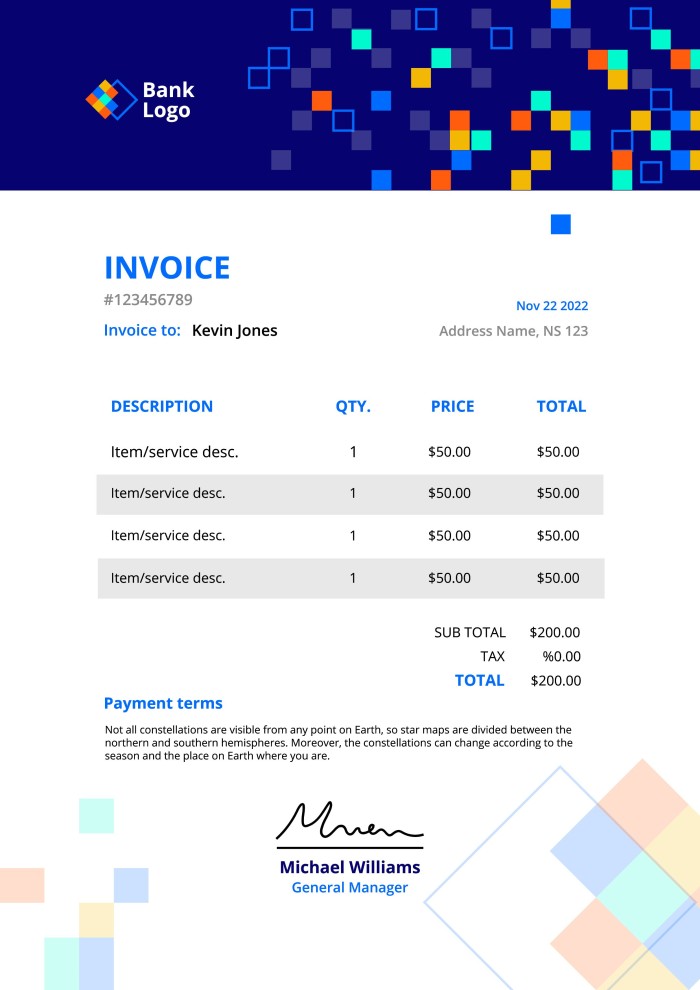 Bank
Logo
INVOICE
#123456789
Nov 22 2022
Invoice to: Kevin Jones
Address Name, NS 123
DESCRIPTION QTY. PRICE TOTAL
Item/service desc. 1 $50.00 $50.00
Item/service desc. 1 $50.00 $50.00
Item/service desc. 1 $50.00 $50.00
Item/service desc. 1 $50.00 $50.00
SUB TOTAL $200.00
TAX %0.00
TOTAL $200.00
Payment terms
Not all constellations are visible from any point on Earth, so star maps are divided between the
northern and southern hemispheres. Moreover, the constellations can change according to the
season and the place on Earth where you are.
Michael Williams
General Manager